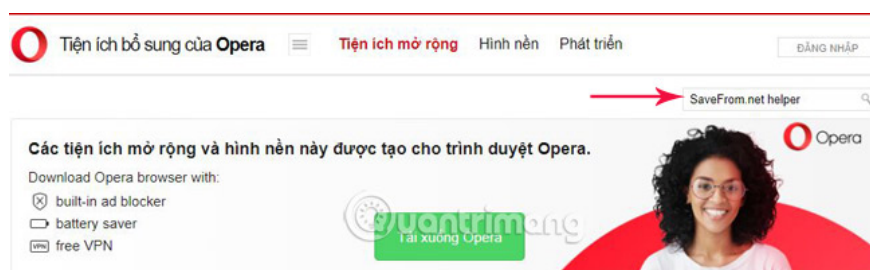 Tiện ích bổ sung của Opera
Tiện ích mở rộng Hình nền Phát triển
ĐĂNG NHẬP
SaveFrom.net helper
Các tiện ích mở rộng và hình nền này được tạo cho trình duyệt Opera.
Opera
Download Opera browser with:
built-in ad blocker
battery saver
VPN free VPN
Tải xuống Opera
Quantrimang